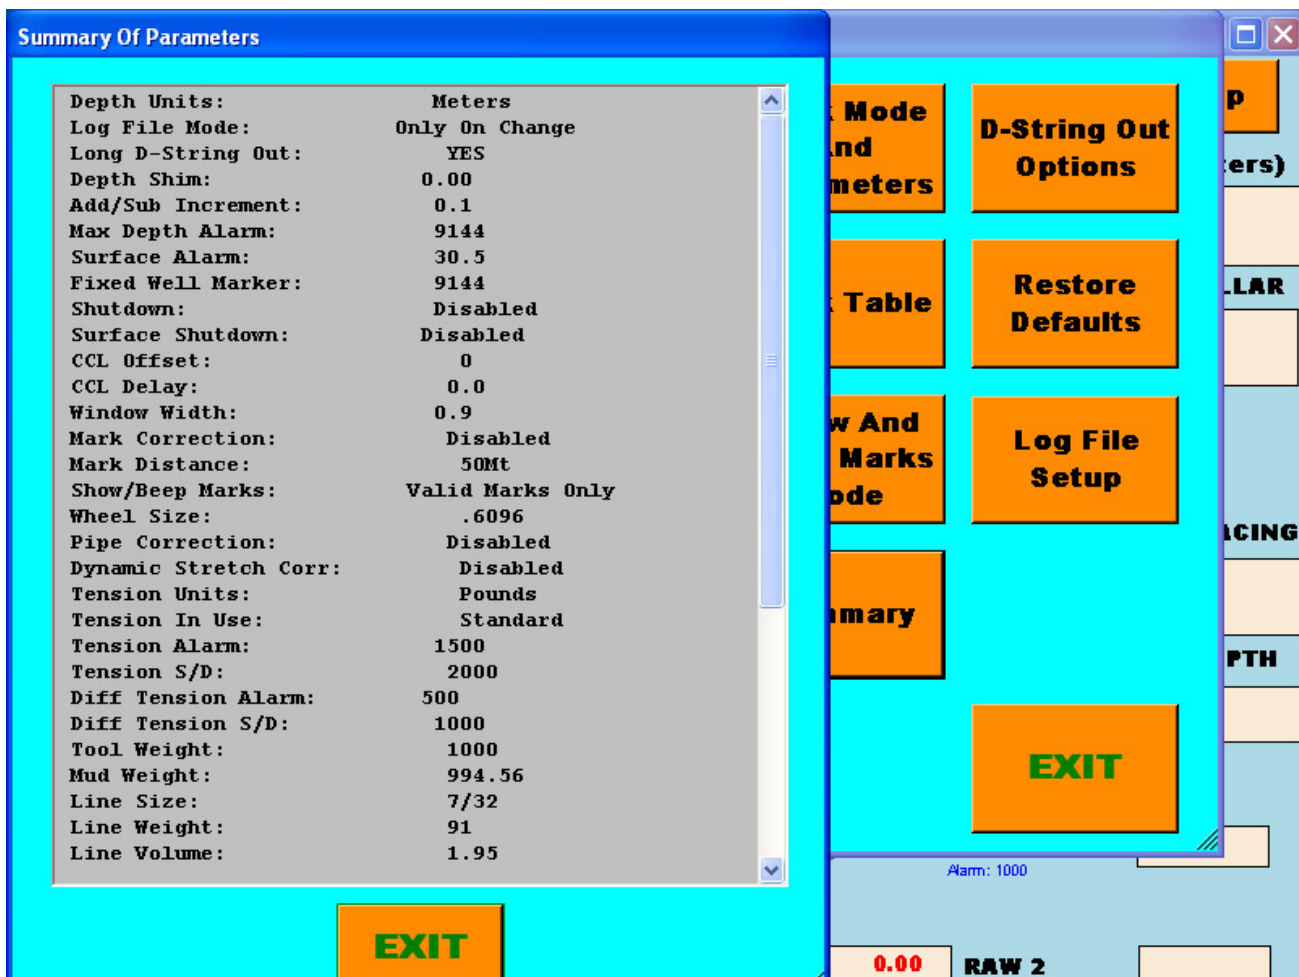 Summary Of Parameters
Depth Units: Meters
Log File Mode: Only On Change
Long D-String Out: YES
Depth Shim: 0.00
Add/Sub Increment: 0.1
Max Depth Alarm: 9144
Surface Alarm: 30.5
Fixed Well Marker: 9144
Shutdown: Disabled
Surface Shutdown: Disabled
CCL Offset: 0
CCL Delay: 0.0
Window Width: 0.9
Mark Correction: Disabled
Mark Distance: 50Mt
Show/Beep Marks: Valid Marks Only
Wheel Size: .6096
Pipe Correction: Disabled
Dynamic Stretch Corr: Disabled
Tension Units: Pounds
Tension In Use: Standard
Tension Alarm: 1500
Tension S/D: 2000
Diff Tension Alarm: 500
Diff Tension S/D: 1000
Tool Weight: 1000
Mud Weight: 994.56
Line Size: 7/32
Line Weight: 91
Line Volume: 1.95
EXIT
Mode
nd
meters
D-String Out
Options
Table
Restore
Defaults
w And
Marks
ode
Log File
Setup
mmary
EXIT
p
ers)
LLAR
ACING
PTH
Alarm: 1000
0.00 RAW 2